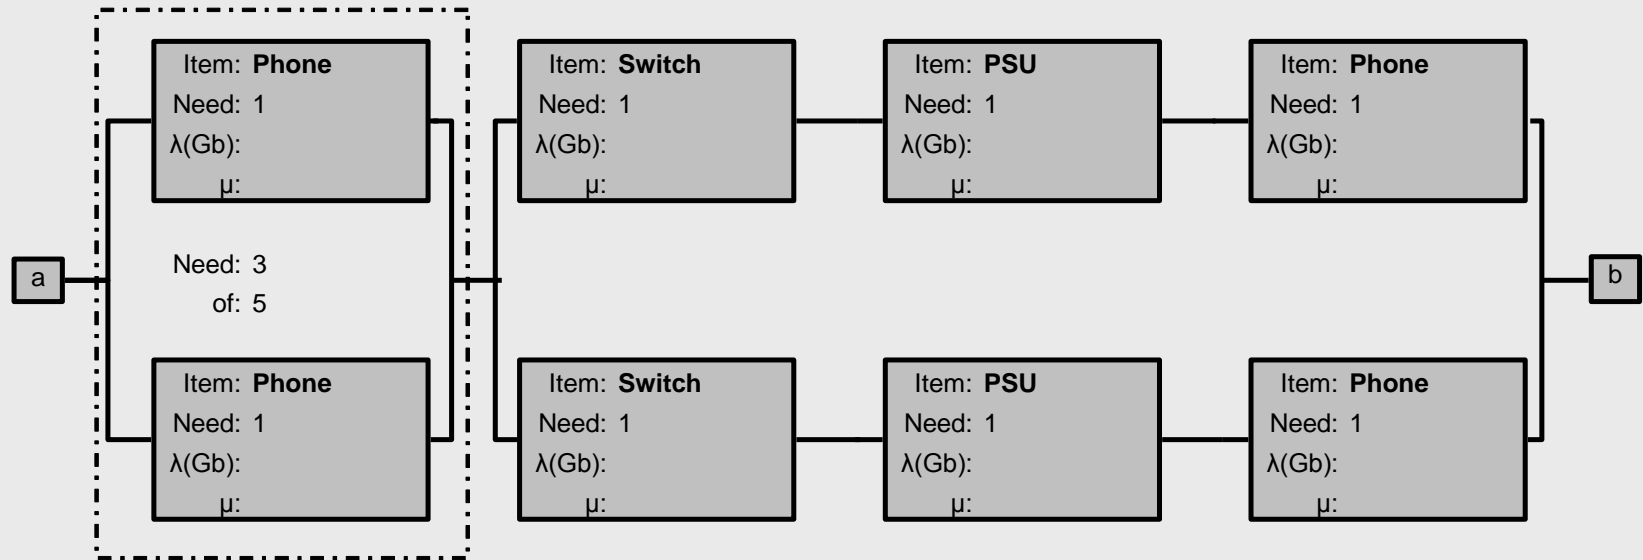 Item: Phone
Need: 1
λ(Gb):
μ:
Item: Switch
Need: 1
λ(Gb):
μ:
Item: PSU
Need: 1
λ(Gb):
μ:
Item: Phone
Need: 1
λ(Gb):
μ:
a
Need: 3
of: 5
b
Item: Phone
Need: 1
λ(Gb):
μ:
Item: Switch
Need: 1
λ(Gb):
μ:
Item: PSU
Need: 1
λ(Gb):
μ:
Item: Phone
Need: 1
λ(Gb):
μ: